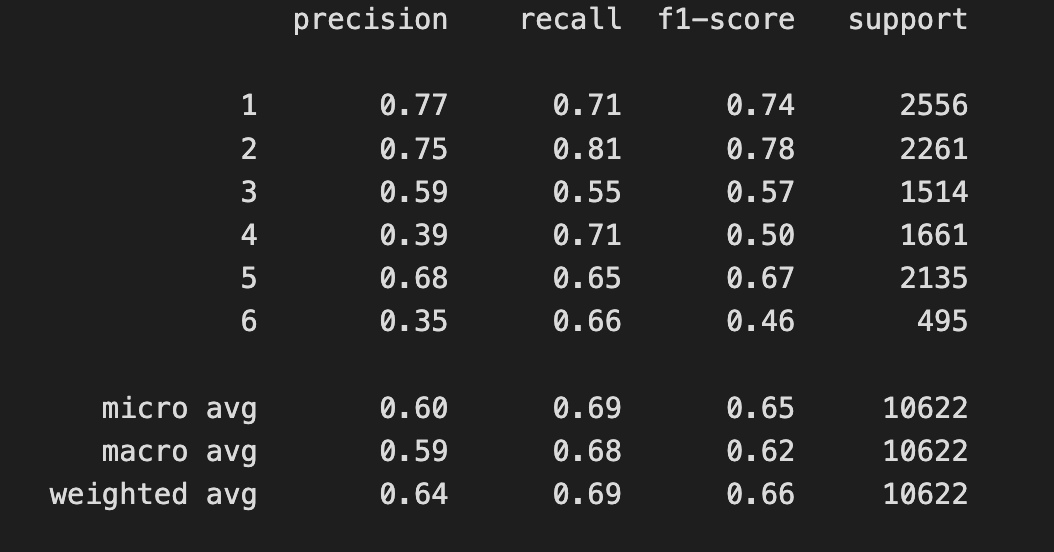 precision recall f1-score support
1 0.77 0.71 0.74 2556
2 0.75 0.81 0.78 2261
3 0.59 0.55 0.57 1514
4 0.39 0.71 0.50 1661
5 0.68 0.65 0.67 2135
6 0.35 0.66 0.46 495
micro avg 0.60 0.69 0.65 10622
macro avg 0.59 0.68 0.62 10622
weighted avg 0.64 0.69 0.66 10622